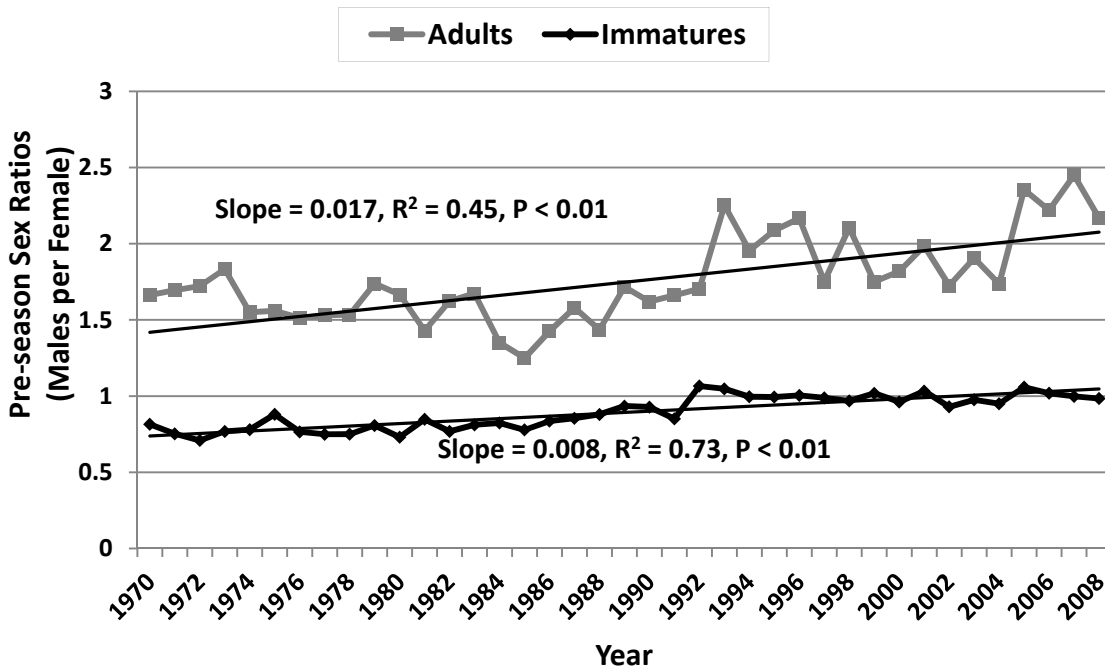 Adults Immatures
Pre-season Sex Ratios
(Males per Female)
3
2.5
2
1.5
1
0.5
0
Slope = 0.017, R² = 0.45, P < 0.01
Slope = 0.008, R² = 0.73, P < 0.01
1970 1972 1974 1976 1978 1980 1982 1984 1986 1988 1990 1992 1994 1996 1998 2000 2002 2004 2006 2008
Year